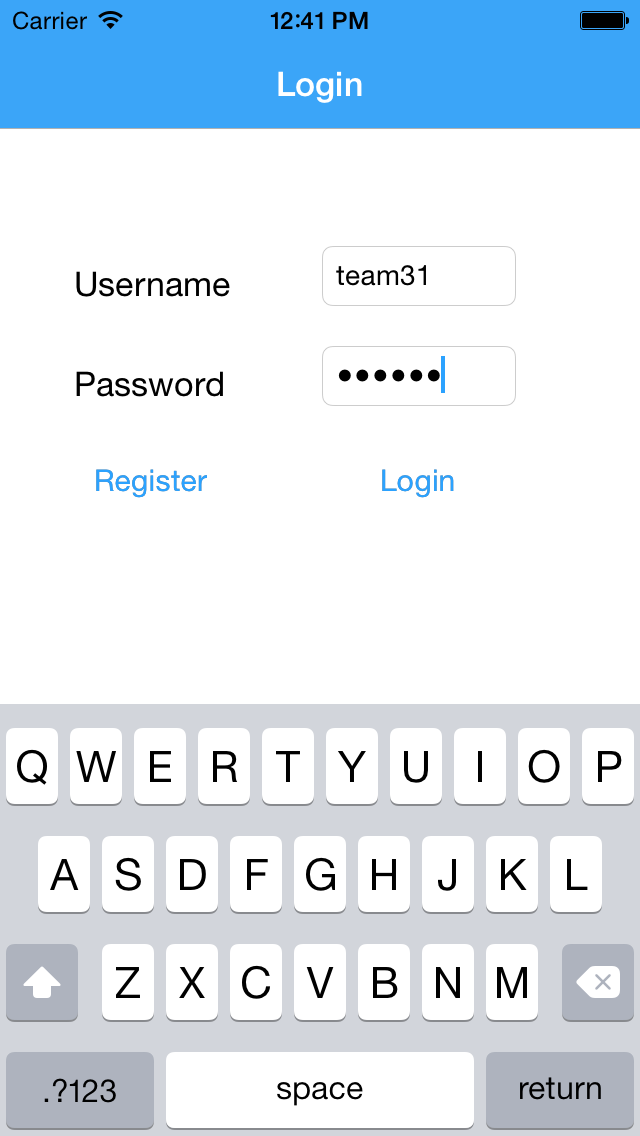 Carrier 12:41 PM
Login
Username team31
Password ••••••
Register Login
Q W E R T Y U I O P
A S D F G H J K L
Z X C V B N M
.?123 space return